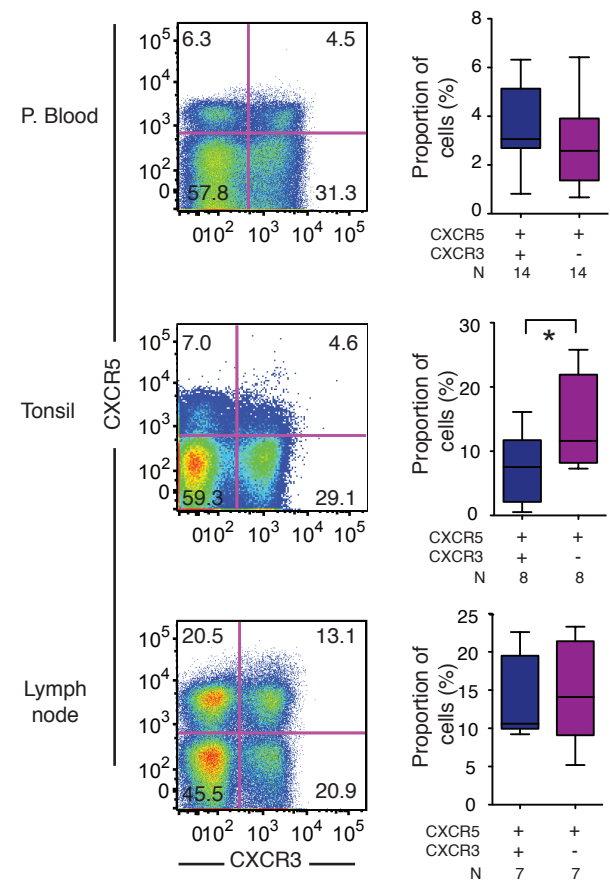 P. Blood
CXCR5
10⁵
10⁴
10³
10²
0
6.3 4.5
57.8 31.3
0 10² 10³ 10⁴ 10⁵
Proportion of
cells (%)
8
6
4
2
0
CXCR5 + +
CXCR3 + -
N 14 14
Tonsil
10⁵
10⁴
10³
10²
0
7.0 4.6
59.3 29.1
0 10² 10³ 10⁴ 10⁵
Proportion of
cells (%)
30
20
10
0
*
CXCR5 + +
CXCR3 + -
N 8 8
Lymph
node
10⁵
10⁴
10³
10²
0
20.5 13.1
45.5 20.9
0 10² 10³ 10⁴ 10⁵
CXCR3
Proportion of
cells (%)
25
20
15
10
5
0
CXCR5 + +
CXCR3 + -
N 7 7